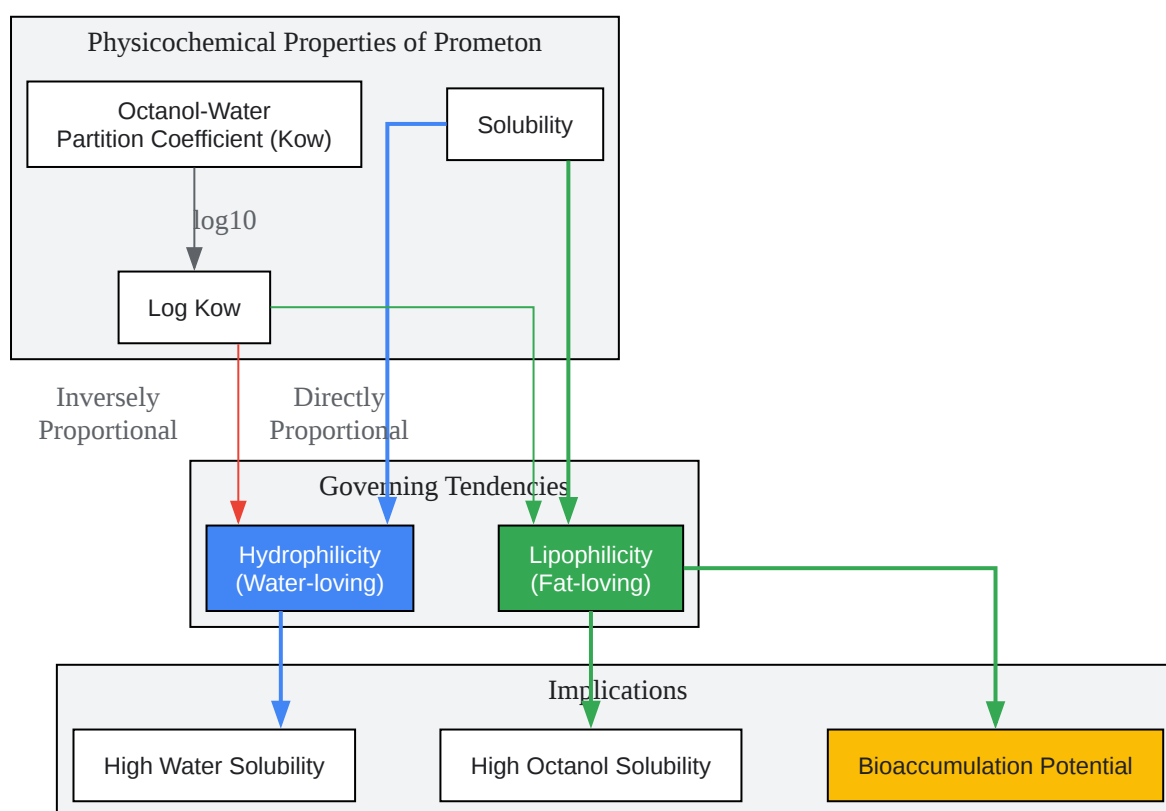 Physicochemical Properties of Prometon
Octanol-Water
Partition Coefficient (Kow)
Solubility
log10
Log Kow
Inversely
Proportional
Directly
Proportional
Governing Tendencies
Hydrophilicity
(Water-loving)
Lipophilicity
(Fat-loving)
Implications
High Water Solubility
High Octanol Solubility
Bioaccumulation Potential